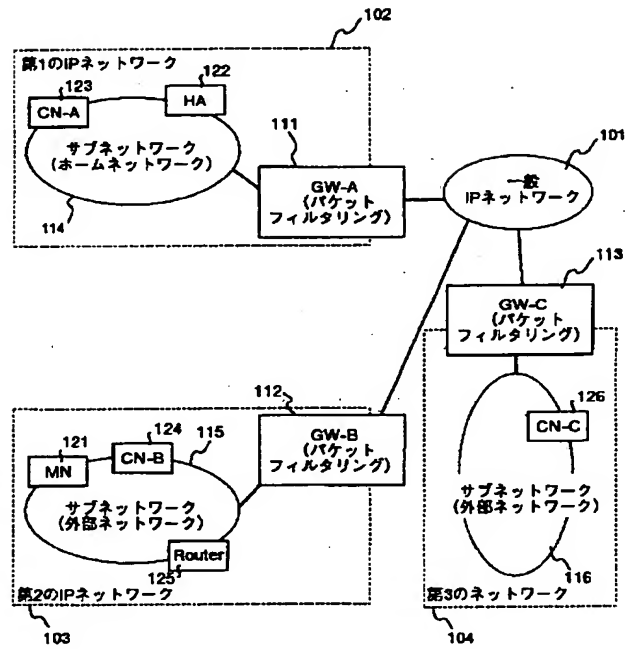 102
第1のIPネットワーク
123
122
CN-A
HA
サブネットワーク
(ホームネットワーク)
114
111
GW-A
(パケット
フィルタリング)
101
一般
IPネットワーク
113
GW-C
(パケット
フィルタリング)
112
GW-B
(パケット
フィルタリング)
121
124
115
MN
CN-B
サブネットワーク
(外部ネットワーク)
Router
125
第2のIPネットワーク
103
126
CN-C
サブネットワーク
(外部ネットワーク)
116
第3のネットワーク
104